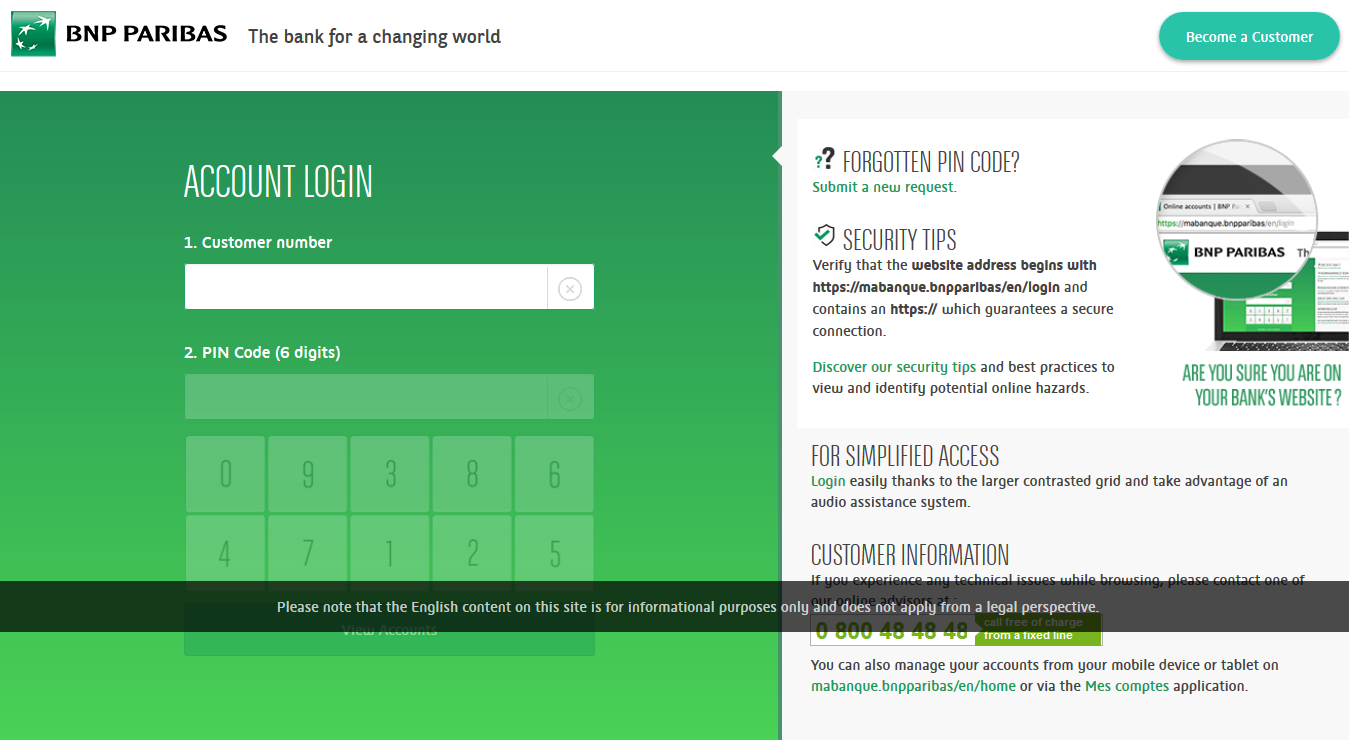 BNP PARIBAS
The bank for a changing world
Become a Customer
ACCOUNT LOGIN
1. Customer number
2. PIN Code (6 digits)
0 9 3 8 6
4 7 1 2 5
View Accounts
?? FORGOTTEN PIN CODE?
Submit a new request.
SECURITY TIPS
Verify that the website address begins with
https://mabanque.bnpparibas/en/login and
contains an https:// which guarantees a secure
connection.
Discover our security tips and best practices to
view and identify potential online hazards.
Online accounts | BNP Pa
https://mabanque.bnpparibas/en/login
BNP PARIBAS Th
ARE YOU SURE YOU ARE ON
YOUR BANK'S WEBSITE ?
FOR SIMPLIFIED ACCESS
Login easily thanks to the larger contrasted grid and take advantage of an
audio assistance system.
CUSTOMER INFORMATION
If you experience any technical issues while browsing, please contact one of
our online advisors at :
Please note that the English content on this site is for informational purposes only and does not apply from a legal perspective.
0 800 48 48 48
call free of charge
from a fixed line
You can also manage your accounts from your mobile device or tablet on
mabanque.bnpparibas/en/home or via the Mes comptes application.